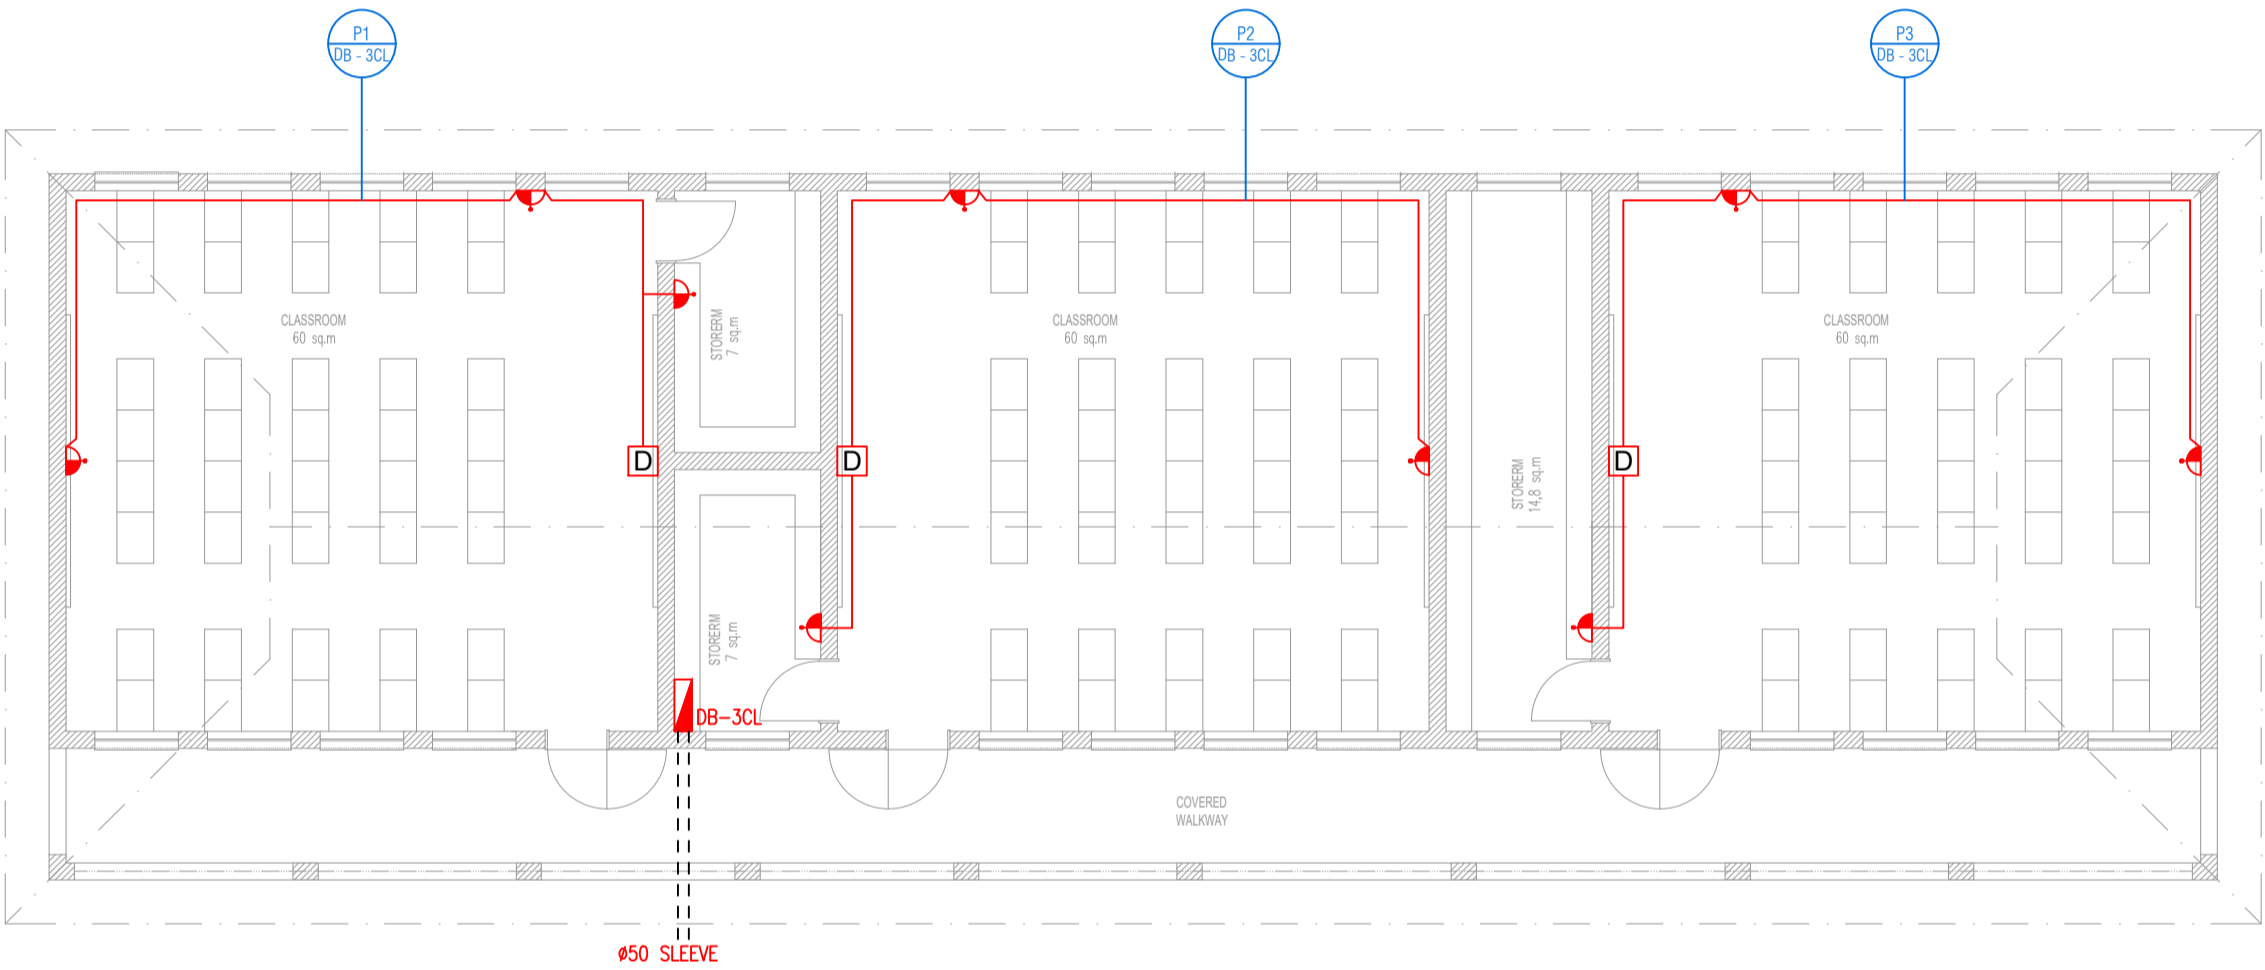 P1
DB - 3CL
P2
DB - 3CL
P3
DB - 3CL
CLASSROOM
60 sq.m
STORERM
7 sq.m
CLASSROOM
60 sq.m
CLASSROOM
60 sq.m
D
D
D
STORERM
14,8 sq.m
STORERM
7 sq.m
DB-3CL
COVERED
WALKWAY
ø50 SLEEVE